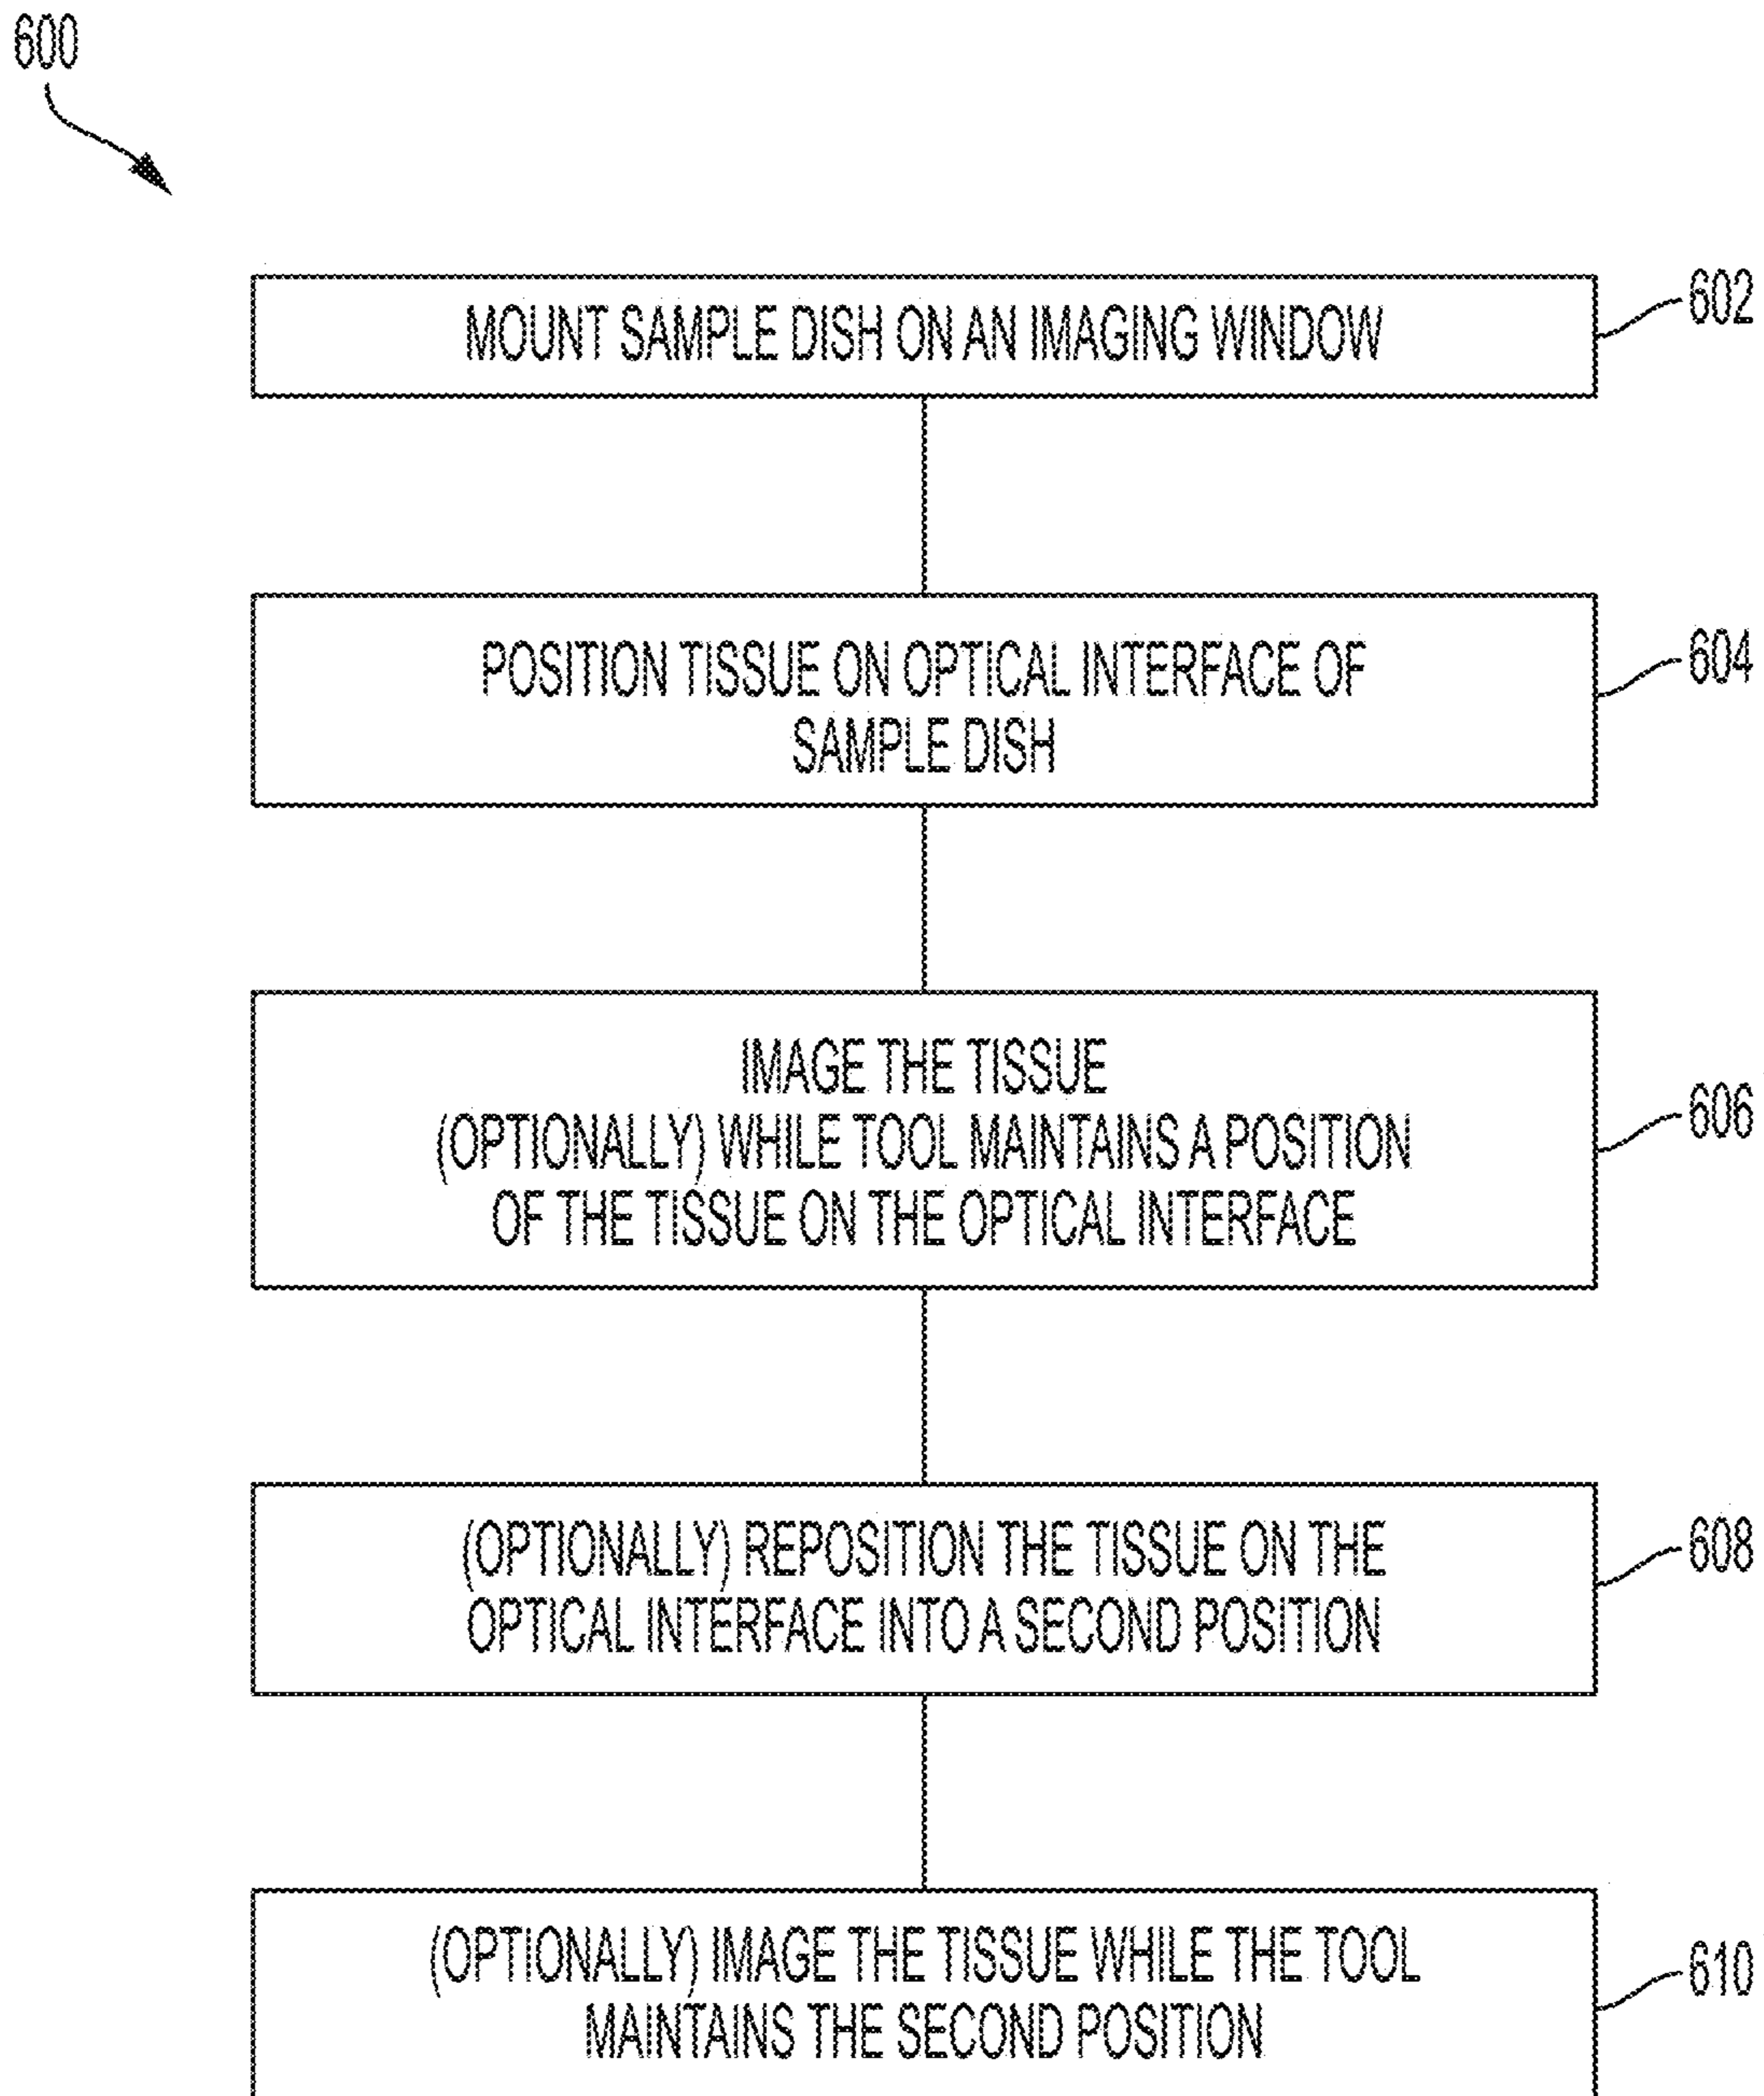 600
MOUNT SAMPLE DISH ON AN IMAGING WINDOW
602
POSITION TISSUE ON OPTICAL INTERFACE OF
SAMPLE DISH
604
IMAGE THE TISSUE
(OPTIONALLY) WHILE TOOL MAINTAINS A POSITION
OF THE TISSUE ON THE OPTICAL INTERFACE
606
(OPTIONALLY) REPOSITION THE TISSUE ON THE
OPTICAL INTERFACE INTO A SECOND POSITION
608
(OPTIONALLY) IMAGE THE TISSUE WHILE THE TOOL
MAINTAINS THE SECOND POSITION
610